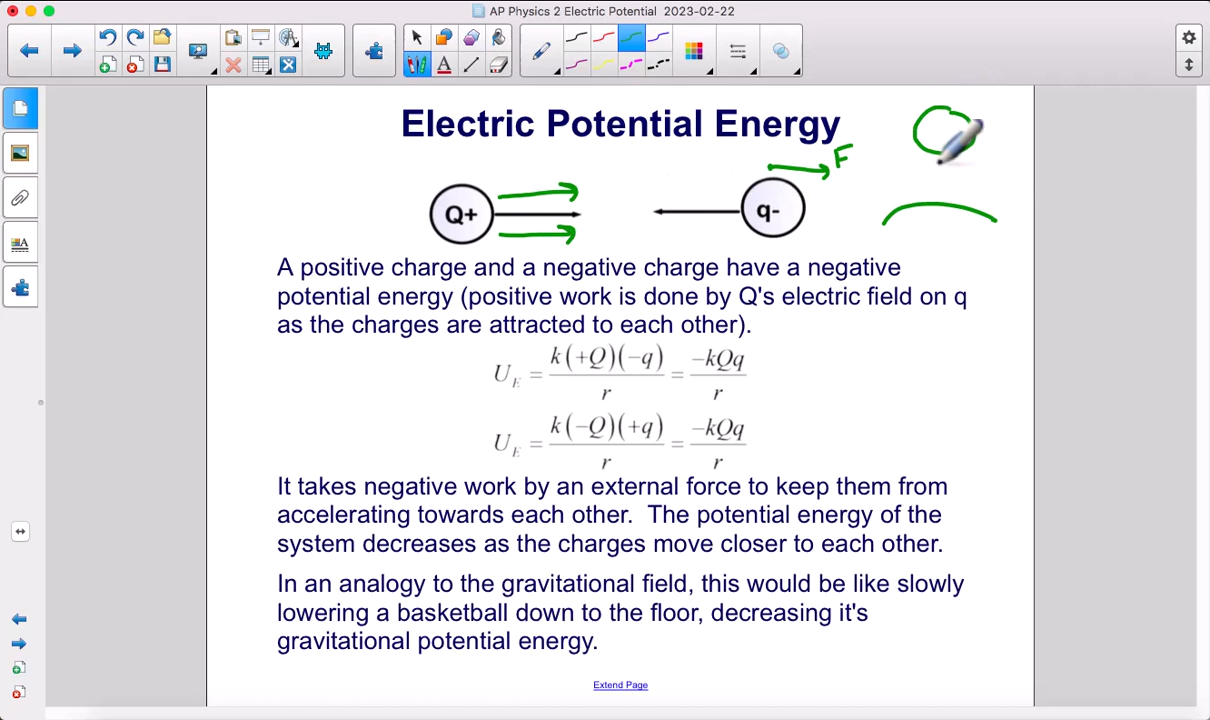 AP Physics 2 Electric Potential 2023-02-22
Electric Potential Energy
F
Q+
q-
A positive charge and a negative charge have a negative
potential energy (positive work is done by Q's electric field on q
as the charges are attracted to each other).
U_E = k(+Q)(−q)/r = −kQq/r
U_E = k(−Q)(+q)/r = −kQq/r
It takes negative work by an external force to keep them from
accelerating towards each other. The potential energy of the
system decreases as the charges move closer to each other.
In an analogy to the gravitational field, this would be like slowly
lowering a basketball down to the floor, decreasing it's
gravitational potential energy.
Extend Page